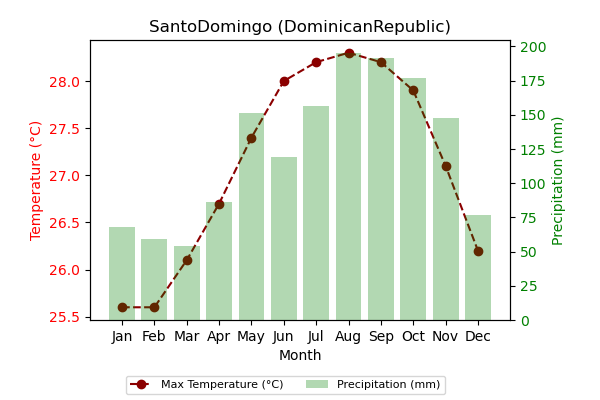 SantoDomingo (DominicanRepublic)
Temperature (°C)
28.0
27.5
27.0
26.5
26.0
25.5
200
175
150
125
100
75
50
25
0
Precipitation (mm)
Jan Feb Mar Apr May Jun Jul Aug Sep Oct Nov Dec
Month
Max Temperature (°C) Precipitation (mm)